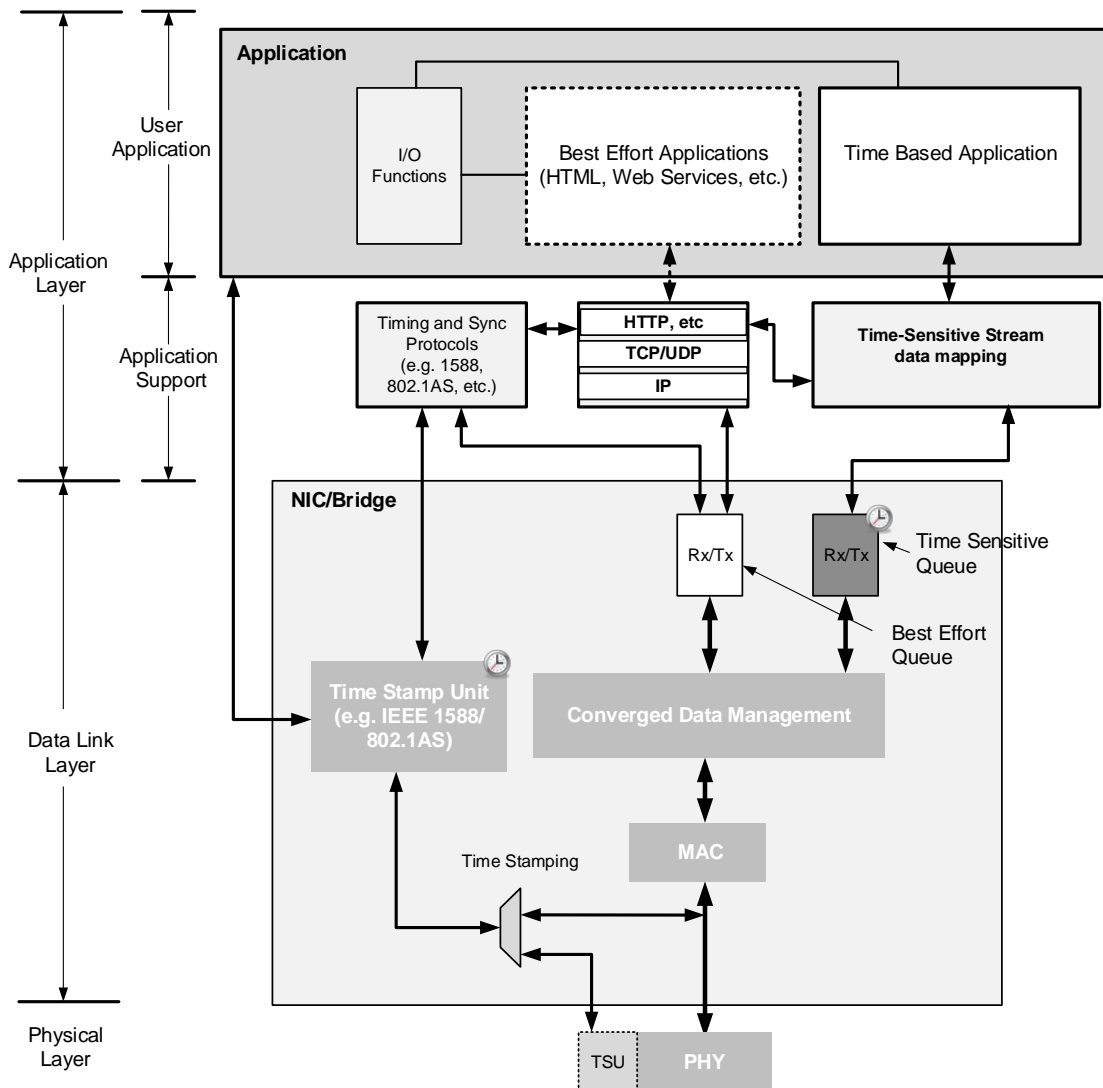 Application
User
Application
I/O
Functions
Best Effort Applications
(HTML, Web Services, etc.)
Time Based Application
Application
Layer
Application
Support
Timing and Sync
Protocols
(e.g. 1588,
802.1AS, etc.)
HTTP, etc
TCP/UDP
IP
Time-Sensitive Stream
data mapping
NIC/Bridge
Rx/Tx
Rx/Tx
Time Sensitive
Queue
Best Effort
Queue
Time Stamp Unit
(e.g. IEEE 1588/
802.1AS)
Converged Data Management
Data Link
Layer
MAC
Time Stamping
Physical
Layer
TSU
PHY